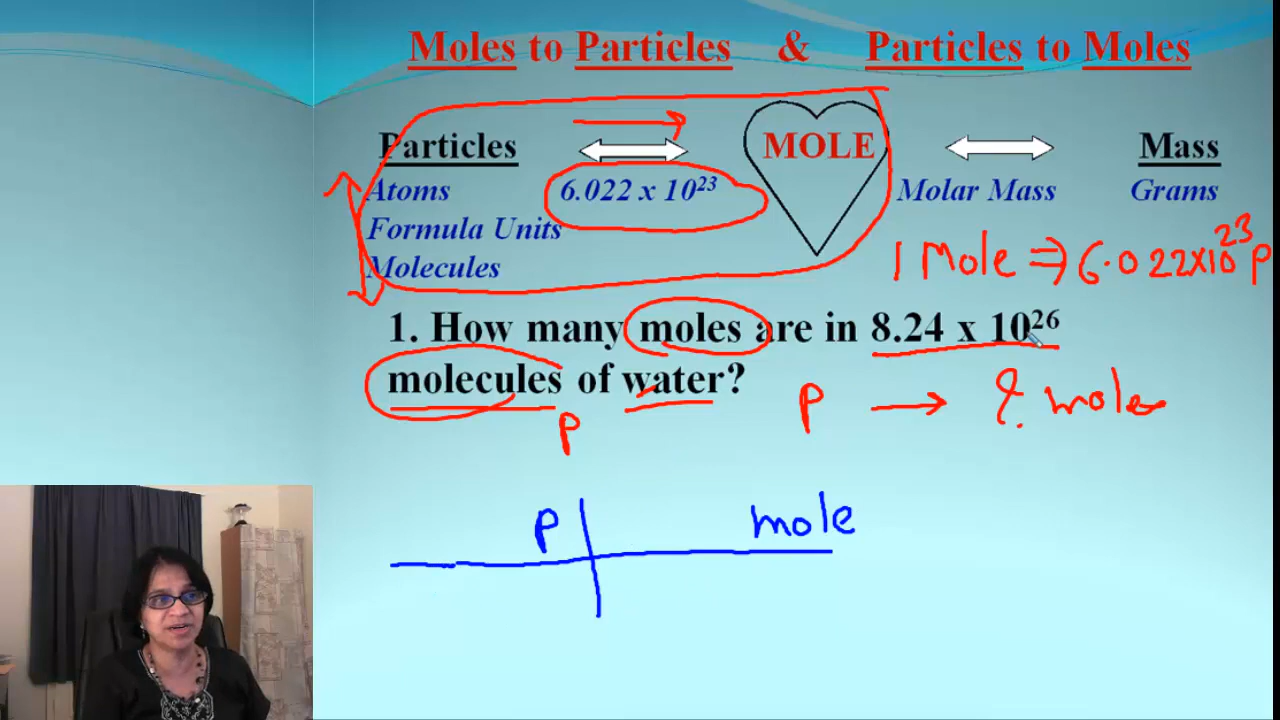 Moles to Particles & Particles to Moles
Particles MOLE Mass
Atoms 6.022 x 10²³ Molar Mass Grams
Formula Units
Molecules
1 Mole ⇒ 6.022x10²³ p
1. How many moles are in 8.24 x 10²⁶
molecules of water?
p p → ? moles
p mole